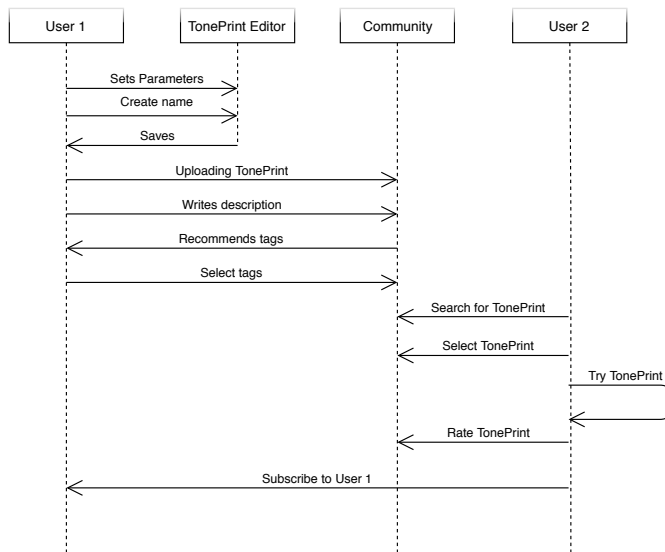 User 1
TonePrint Editor
Community
User 2
Sets Parameters
Create name
Saves
Uploading TonePrint
Writes description
Recommends tags
Select tags
Search for TonePrint
Select TonePrint
Try TonePrint
Rate TonePrint
Subscribe to User 1